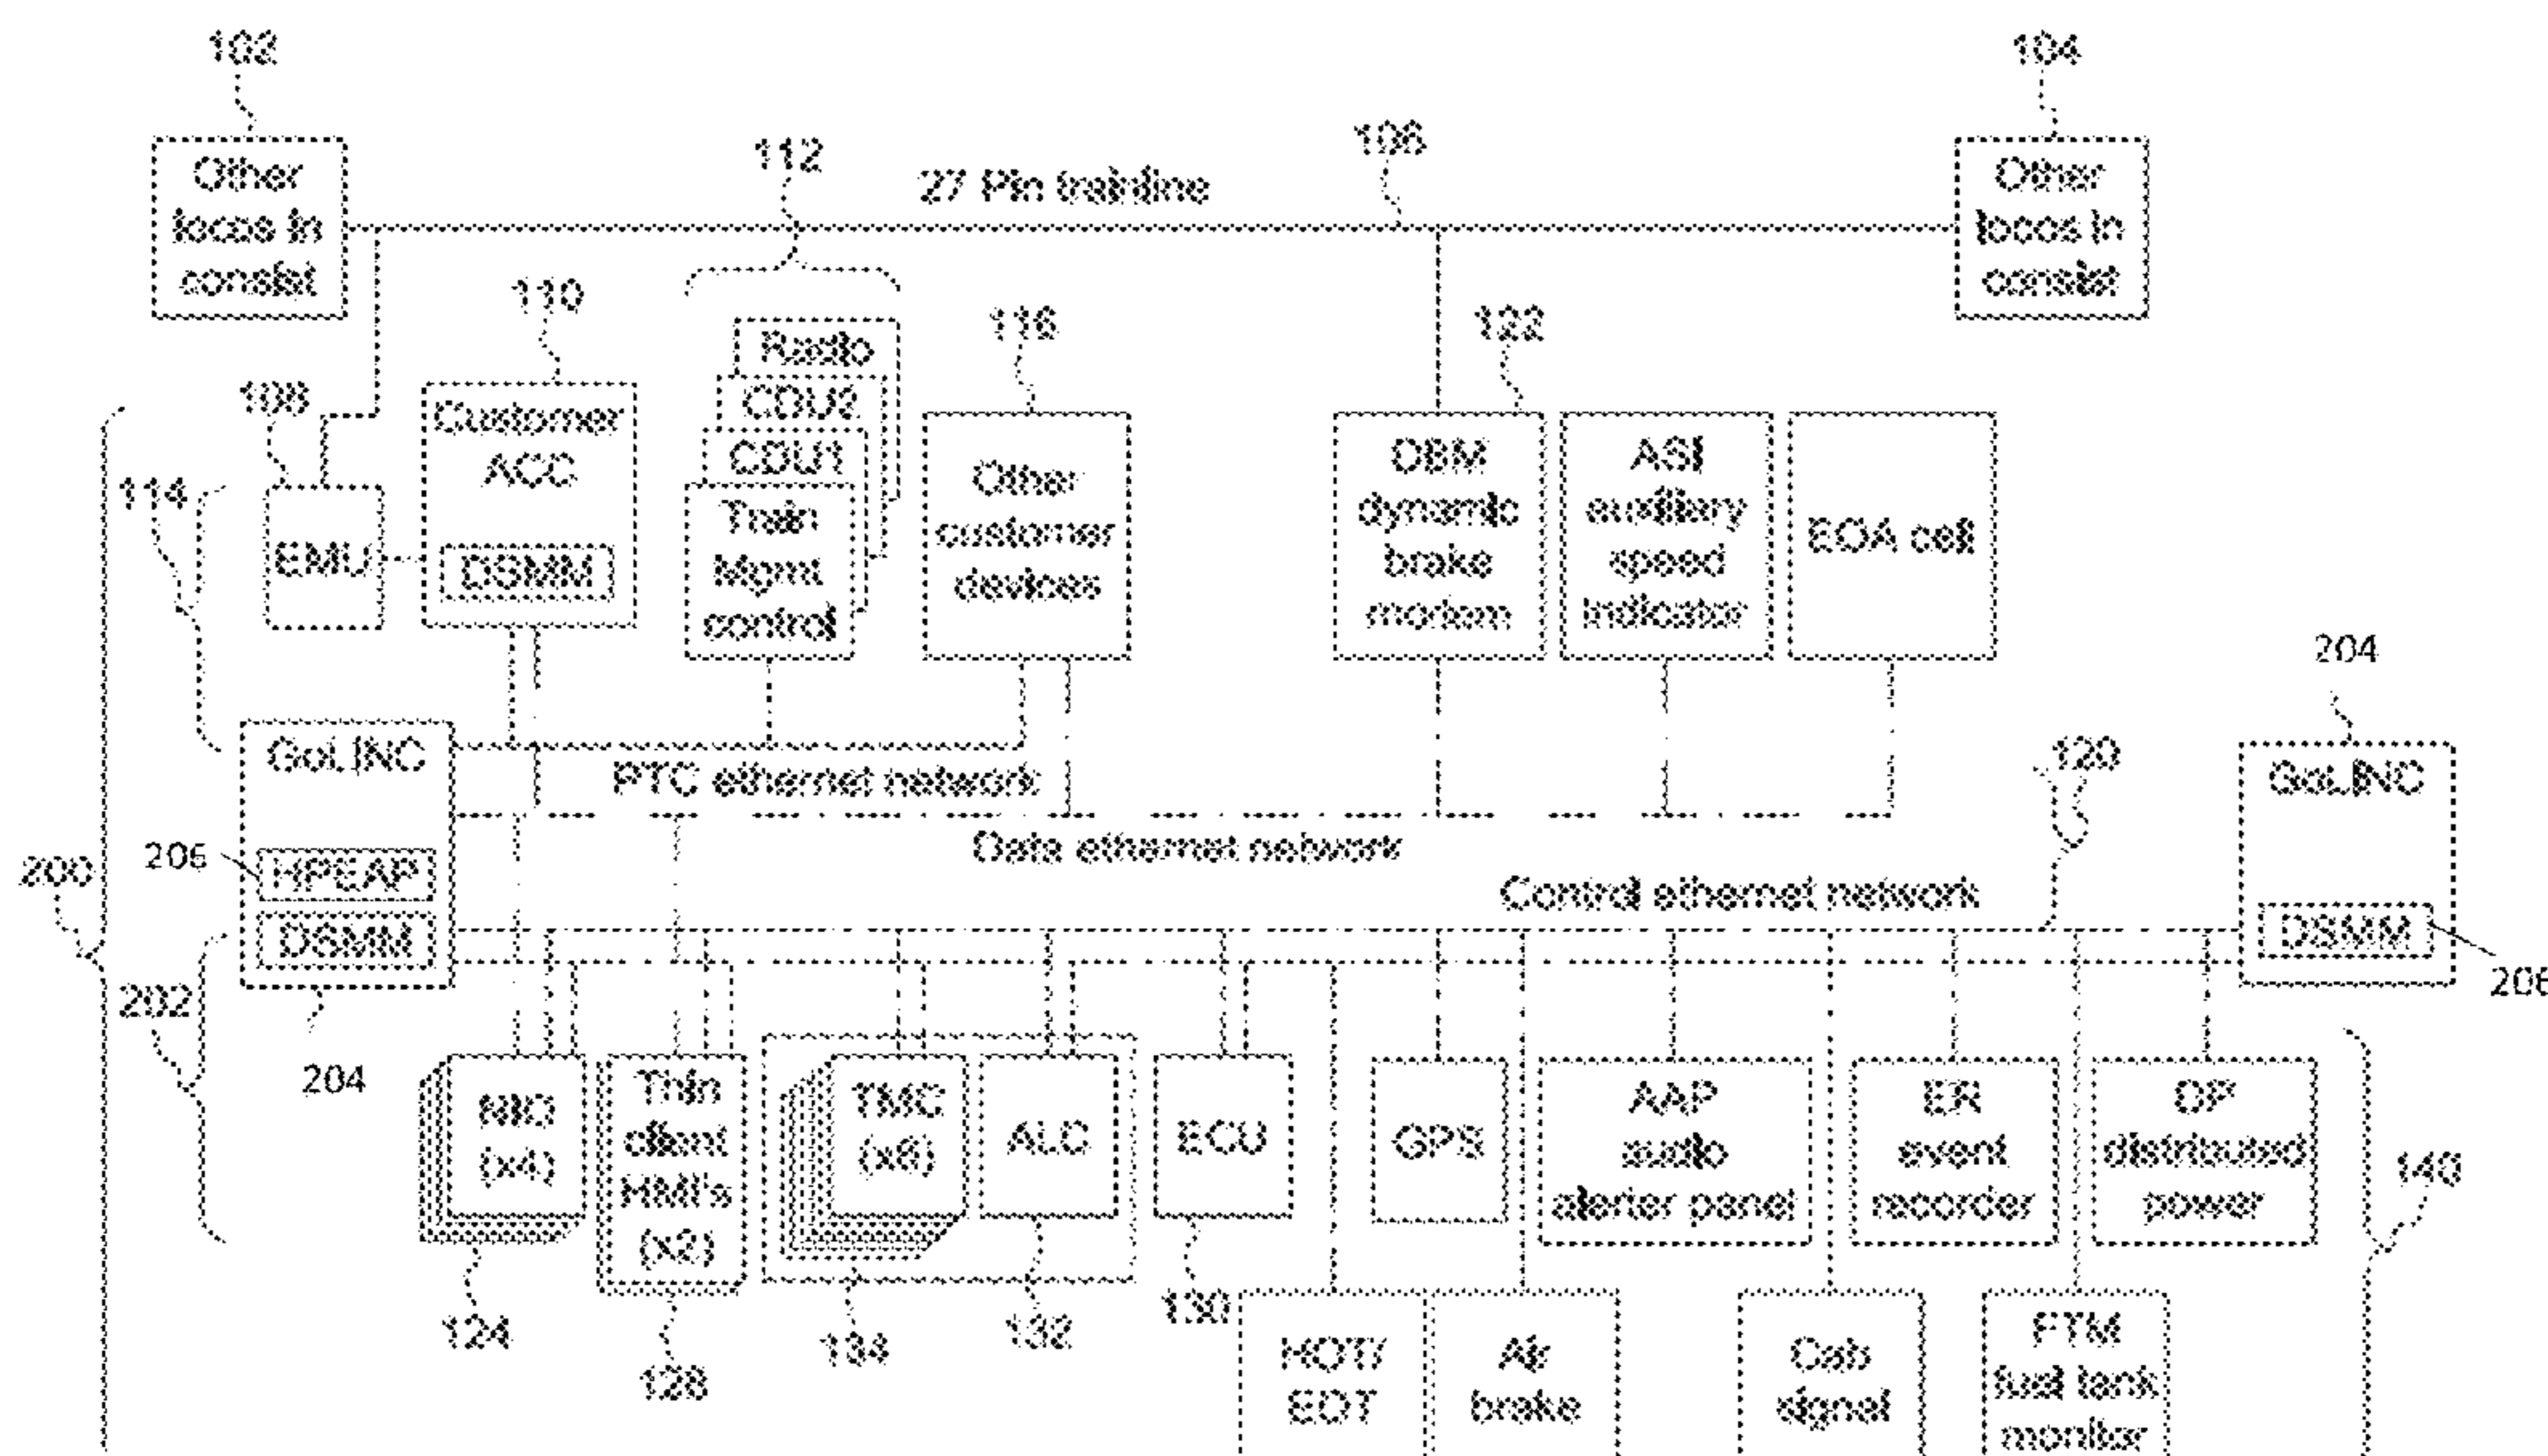 102
104
Other
locos in
consist
112
27 Pin trainline
106
Other
locos in
consist
110
116
122
108
Customer
ACC
DSMM
Radio
CDU2
CDU1
Train
Mgmt
control
Other
customer
devices
DBM
dynamic
brake
modem
ASI
auxiliary
speed
indicator
EOA cell
114
EMU
204
GoLINC
PTC ethernet network
120
GoLINC
Data ethernet network
200
206
HPEAP
Control ethernet network
DSMM
DSMM
202
206
204
NIO
(x4)
Thin
client
HMI's
(x2)
TMC
(x6)
ALC
ECU
GPS
AAP
audio
alerter panel
ER
event
recorder
DP
distributed
power
140
124
128
134
132
130
HOT/
EOT
Air
brake
Cab
signal
FTM
fuel tank
monitor